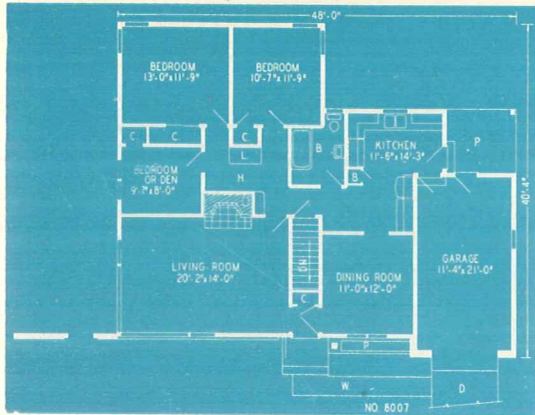 48'-0"
BEDROOM
13'-0"x11'-9"
BEDROOM
10'-7"x11'-9"
C.
C.
C
L
B
KITCHEN
11'-6"x14'-3"
P
BEDROOM
OR DEN
9'-1"x8'-0"
H
B
40'-4"
LIVING-ROOM
20'-2"x14'-0"
DN
C
DINING ROOM
11'-0"x12'-0"
GARAGE
11'-4"x21'-0"
P
W
D
NO. 8007